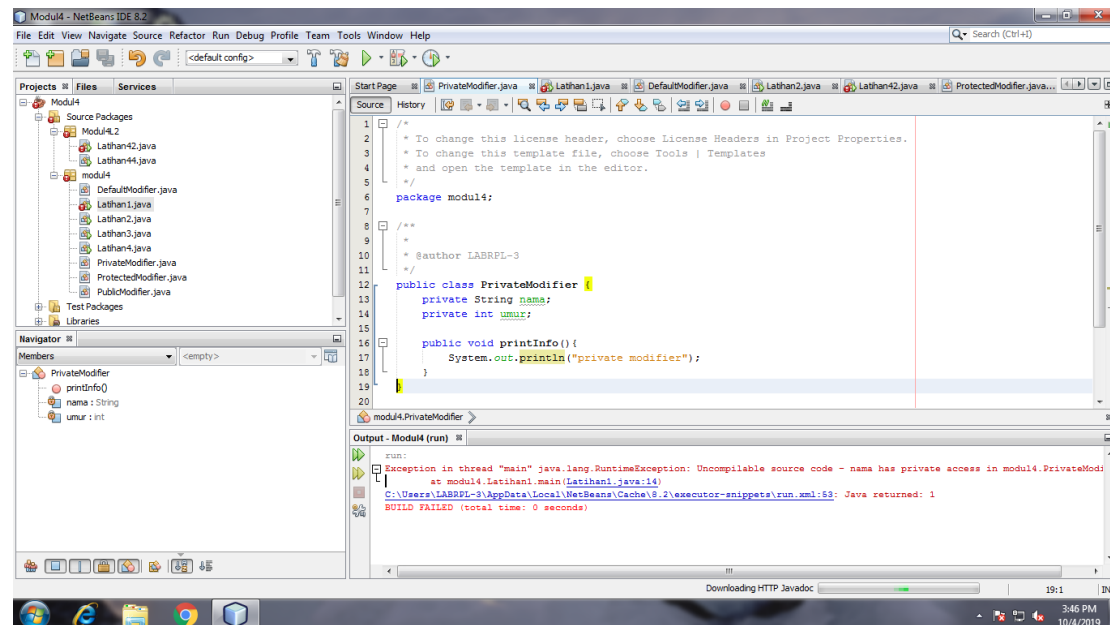 Modul4 - NetBeans IDE 8.2
File Edit View Navigate Source Refactor Run Debug Profile Team Tools Window Help
Search (Ctrl+I)
<default config>
Projects Files Services
Modul4
Source Packages
Modul4L2
Latihan42.java
Latihan44.java
modul4
DefaultModifier.java
Latihan1.java
Latihan2.java
Latihan3.java
Latihan4.java
PrivateModifier.java
ProtectedModifier.java
PublicModifier.java
Test Packages
Libraries
Navigator
Members <empty>
PrivateModifier
printInfo()
nama : String
umur : int
Start Page PrivateModifier.java Latihan1.java DefaultModifier.java Latihan2.java Latihan42.java ProtectedModifier.java...
Source History
1 /*
2 * To change this license header, choose License Headers in Project Properties.
3 * To change this template file, choose Tools | Templates
4 * and open the template in the editor.
5 */
6 package modul4;
7
8 /**
9 *
10 * @author LABRPL-3
11 */
12 public class PrivateModifier {
13 private String nama;
14 private int umur;
15
16 public void printInfo(){
17 System.out.println("private modifier");
18 }
19 }
20
modul4.PrivateModifier
Output - Modul4 (run)
run:
Exception in thread "main" java.lang.RuntimeException: Uncompilable source code - nama has private access in modul4.PrivateModi
at modul4.Latihan1.main(Latihan1.java:14)
C:\Users\LABRPL-3\AppData\Local\NetBeans\Cache\8.2\executor-snippets\run.xml:53: Java returned: 1
BUILD FAILED (total time: 0 seconds)
Downloading HTTP Javadoc
19:1
IN
3:46 PM
10/4/2019